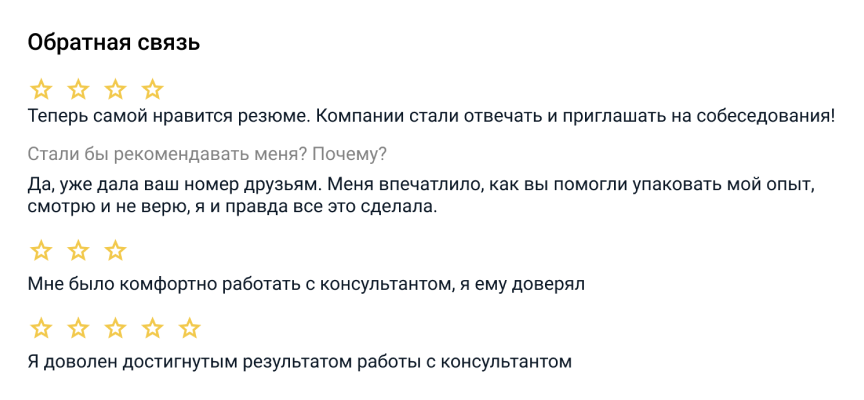 Обратная связь
Теперь самой нравится резюме. Компании стали отвечать и приглашать на собеседования!
Стали бы рекомендавать меня? Почему?
Да, уже дала ваш номер друзьям. Меня впечатлило, как вы помогли упаковать мой опыт,
смотрю и не верю, я и правда все это сделала.
Мне было комфортно работать с консультантом, я ему доверял
Я доволен достигнутым результатом работы с консультантом